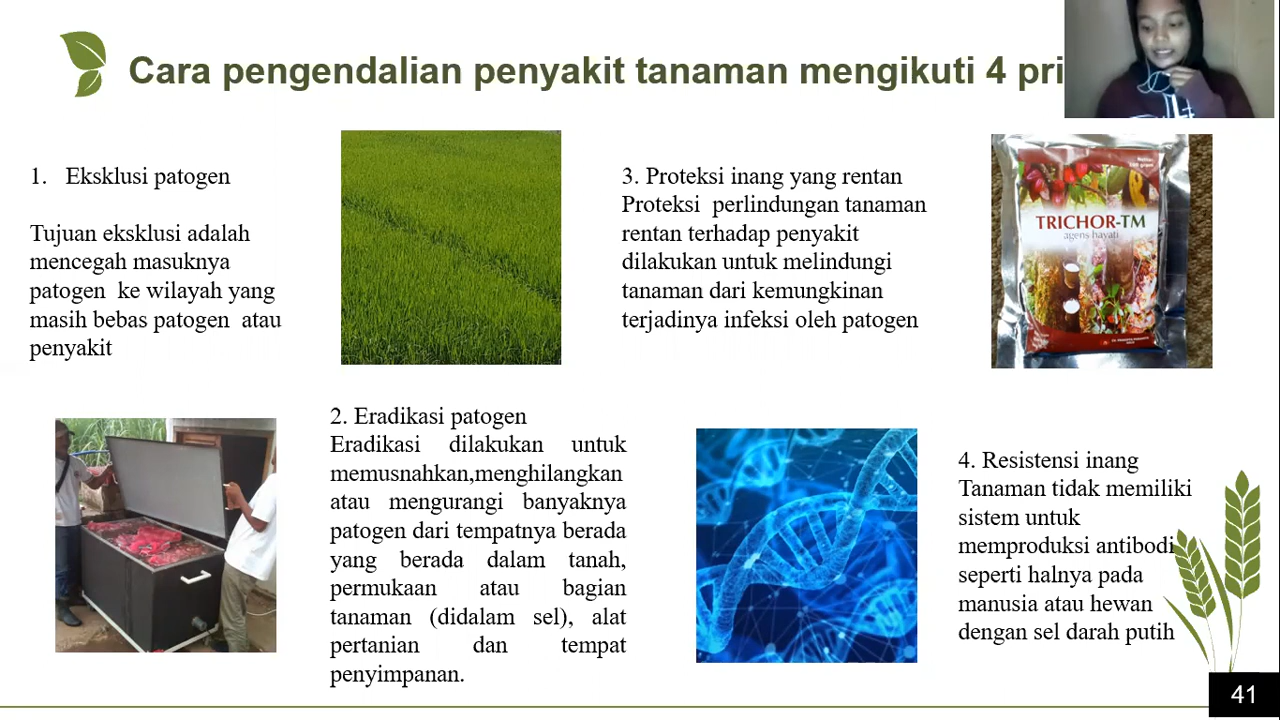 Cara pengendalian penyakit tanaman mengikuti 4 pri
1. Eksklusi patogen
Tujuan eksklusi adalah
mencegah masuknya
patogen ke wilayah yang
masih bebas patogen atau
penyakit
2. Eradikasi patogen
Eradikasi dilakukan untuk
memusnahkan,menghilangkan
atau mengurangi banyaknya
patogen dari tempatnya berada
yang berada dalam tanah,
permukaan atau bagian
tanaman (didalam sel), alat
pertanian dan tempat
penyimpanan.
3. Proteksi inang yang rentan
Proteksi perlindungan tanaman
rentan terhadap penyakit
dilakukan untuk melindungi
tanaman dari kemungkinan
terjadinya infeksi oleh patogen
TRICHOR-TM
agens hayati
4. Resistensi inang
Tanaman tidak memiliki
sistem untuk
memproduksi antibodi
seperti halnya pada
manusia atau hewan
dengan sel darah putih
41